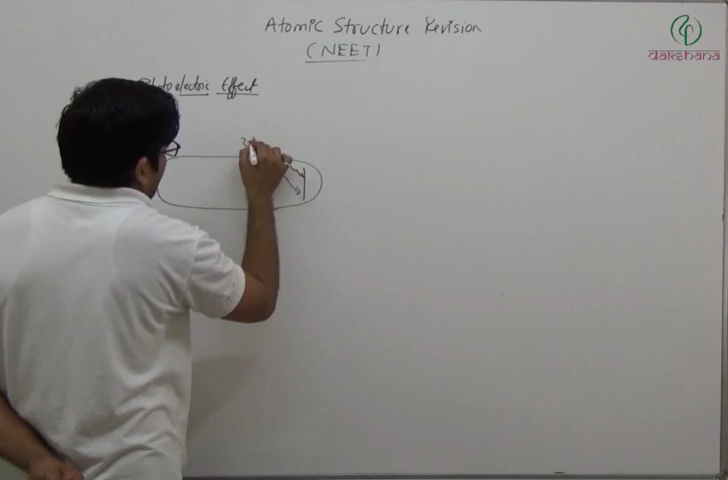 Atomic Structure Revision
(NEET)
dakshana
Photoelectric Effect